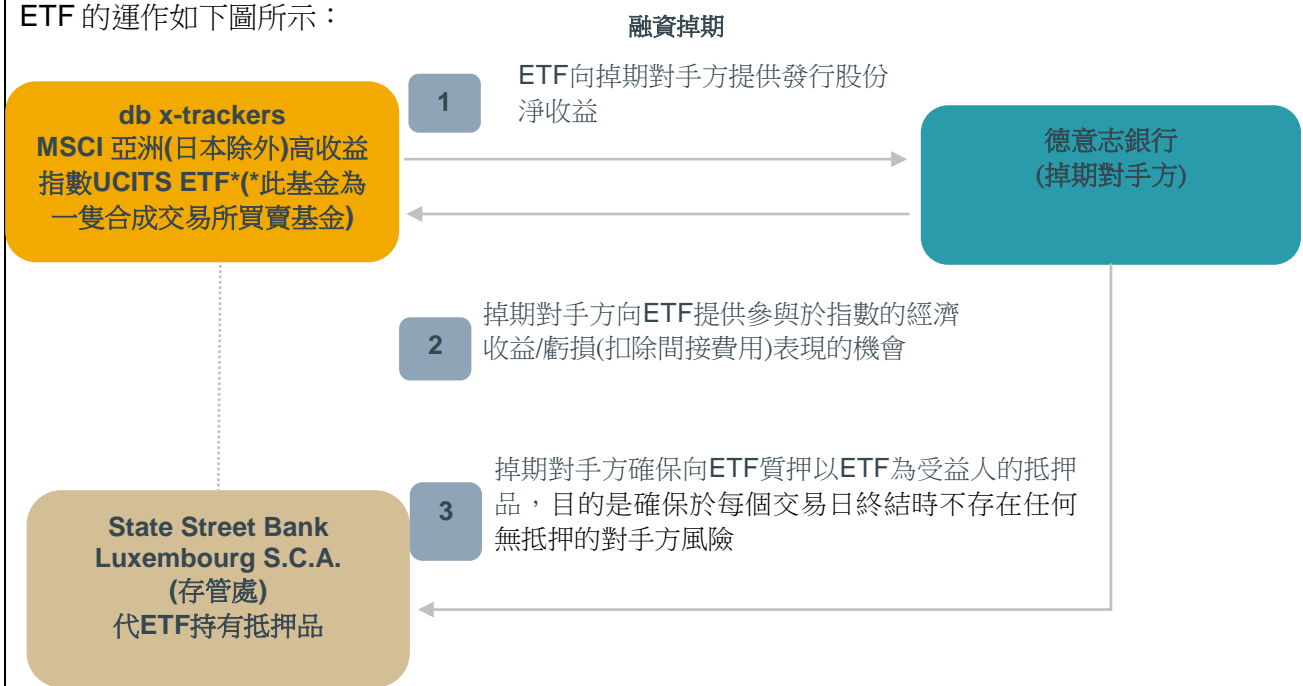 ETF 的運作如下圖所示：
融資掉期
db x-trackers
MSCI 亞洲(日本除外)高收益
指數UCITS ETF*(*此基金為
一隻合成交易所買賣基金)
1
ETF向掉期對手方提供發行股份
淨收益
德意志銀行
(掉期對手方)
2
掉期對手方向ETF提供參與於指數的經濟
收益/虧損(扣除間接費用)表現的機會
3
掉期對手方確保向ETF質押以ETF為受益人的抵押
品，目的是確保於每個交易日終結時不存在任何
無抵押的對手方風險
State Street Bank
Luxembourg S.C.A.
(存管處)
代ETF持有抵押品